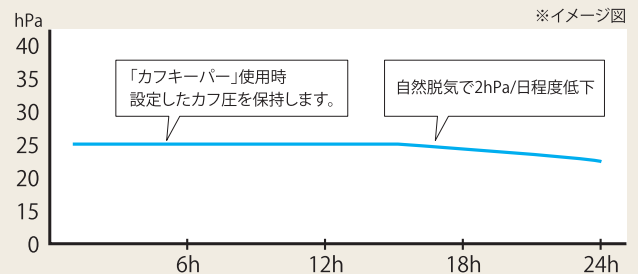 hPa
※イメージ図
40
35
30
25
20
15
0
「カフキーパー」使用時
設定したカフ圧を保持します。
自然脱気で2hPa/日程度低下
6h
12h
18h
24h